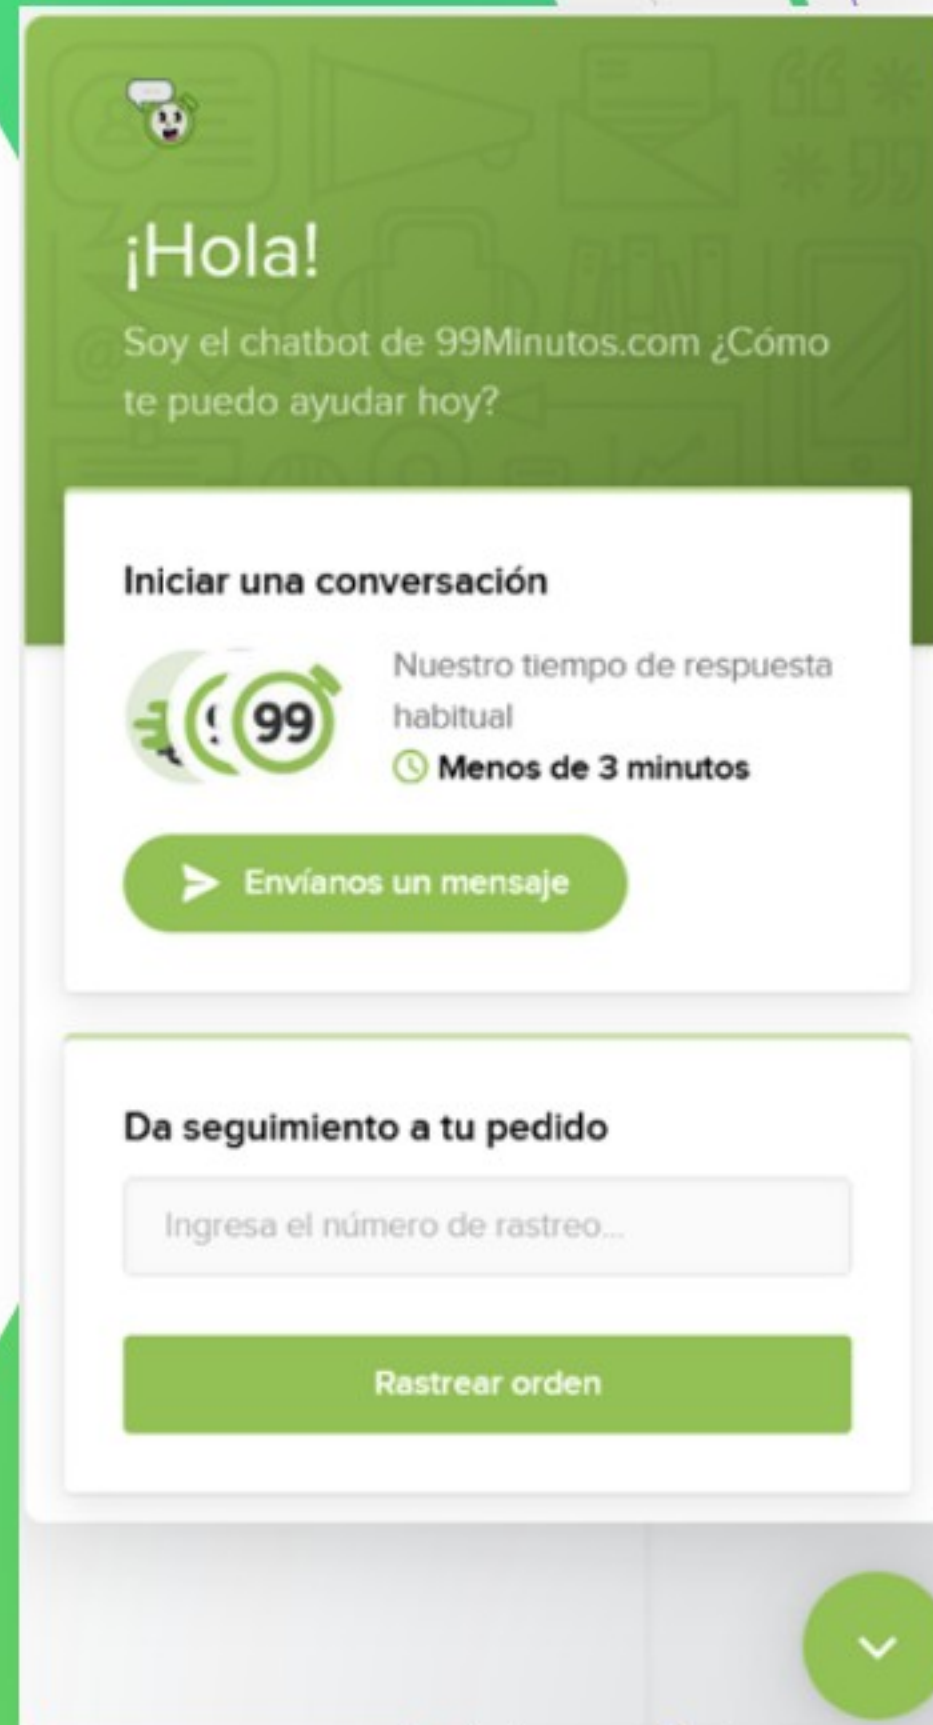 ¡Hola!
Soy el chatbot de 99Minutos.com ¿Cómo
te puedo ayudar hoy?
Iniciar una conversación
99
Nuestro tiempo de respuesta
habitual
Menos de 3 minutos
Envíanos un mensaje
Da seguimiento a tu pedido
Ingresa el número de rastreo...
Rastrear orden